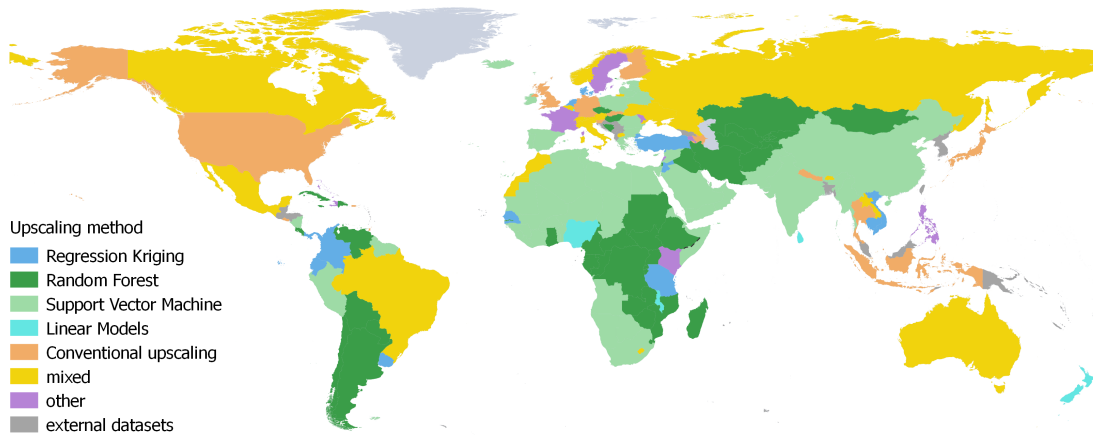 Upscaling method
Regression Kriging
Random Forest
Support Vector Machine
Linear Models
Conventional upscaling
mixed
other
external datasets